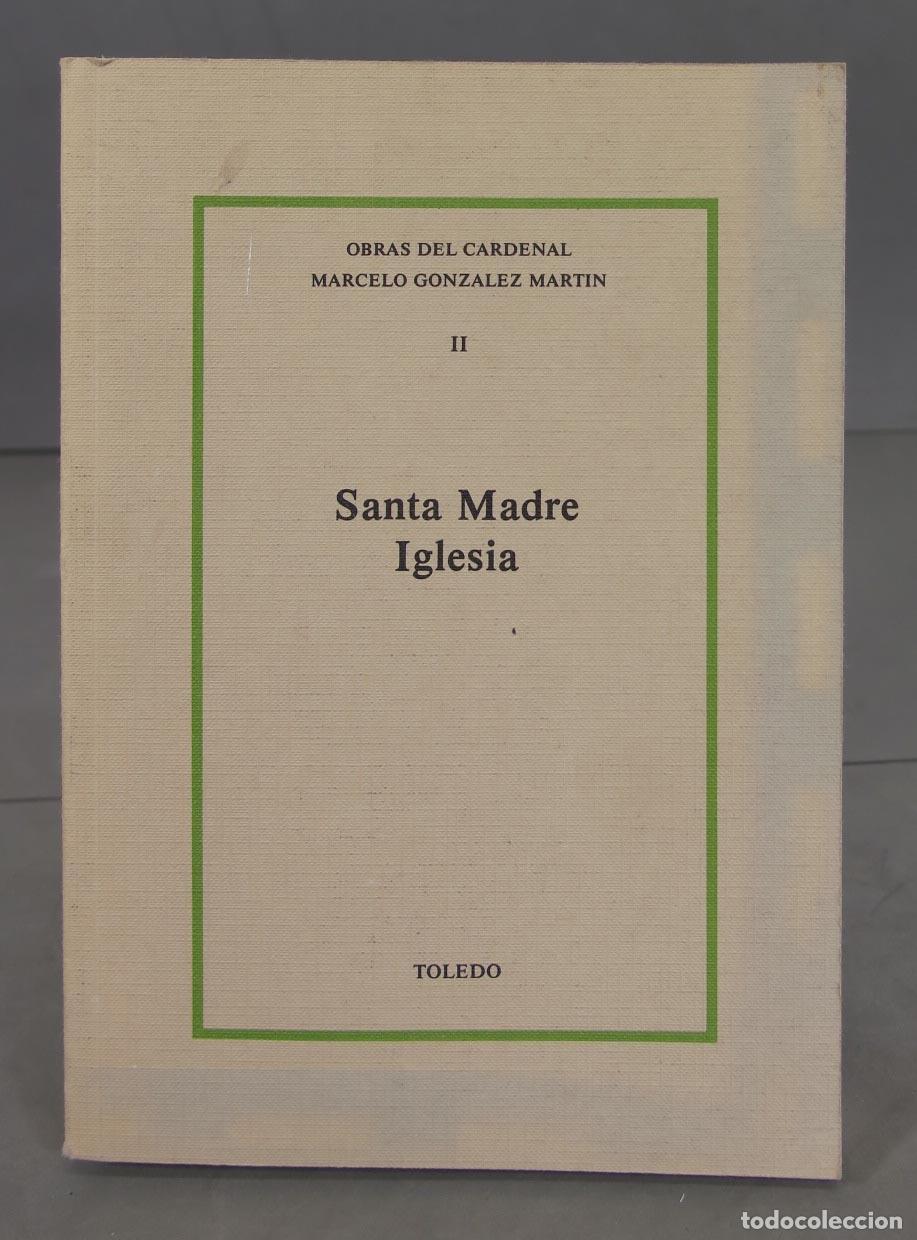 OBRAS DEL CARDENAL
MARCELO GONZALEZ MARTIN
II
Santa Madre
Iglesia
TOLEDO
todocoleccion